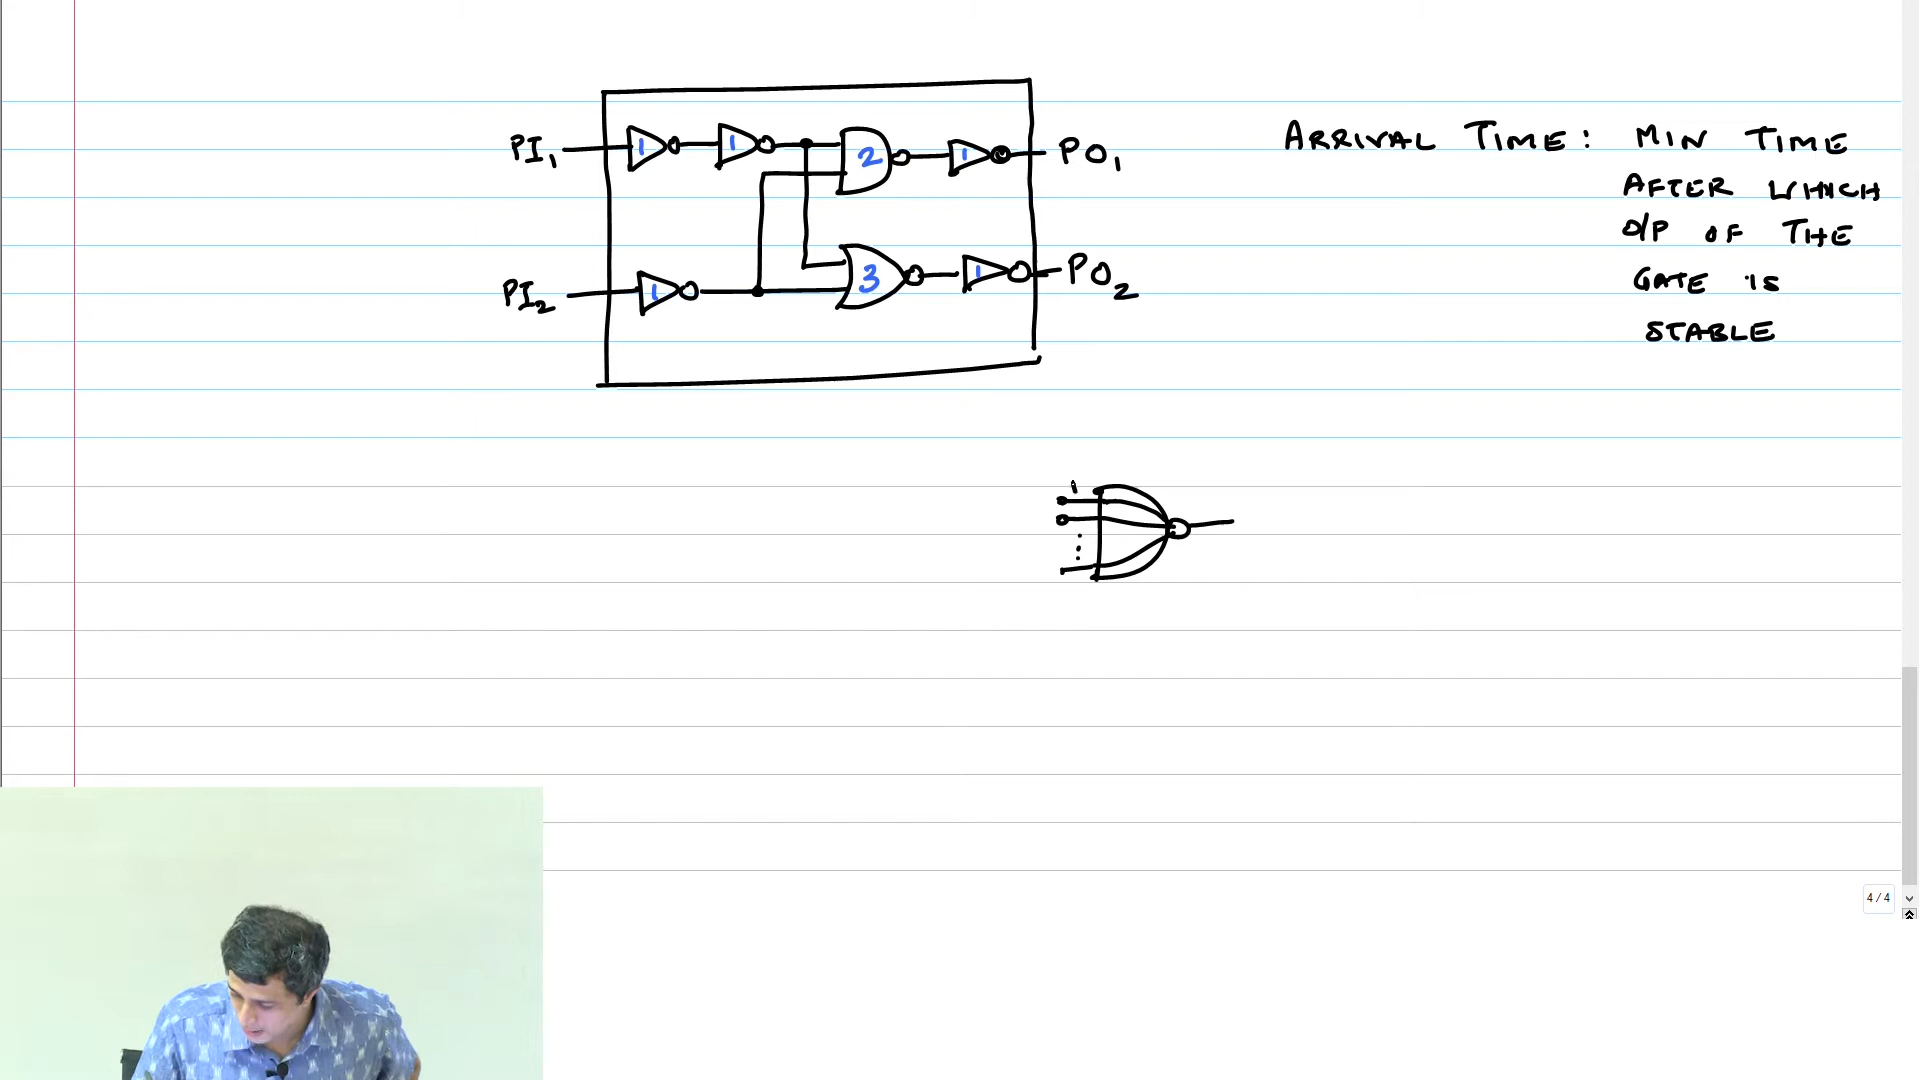 PI1 1 1 2 1 PO1
PI2 1 3 1 PO2
ARRIVAL TIME: MIN TIME
AFTER WHICH
O/P OF THE
GATE IS
STABLE
4 / 4